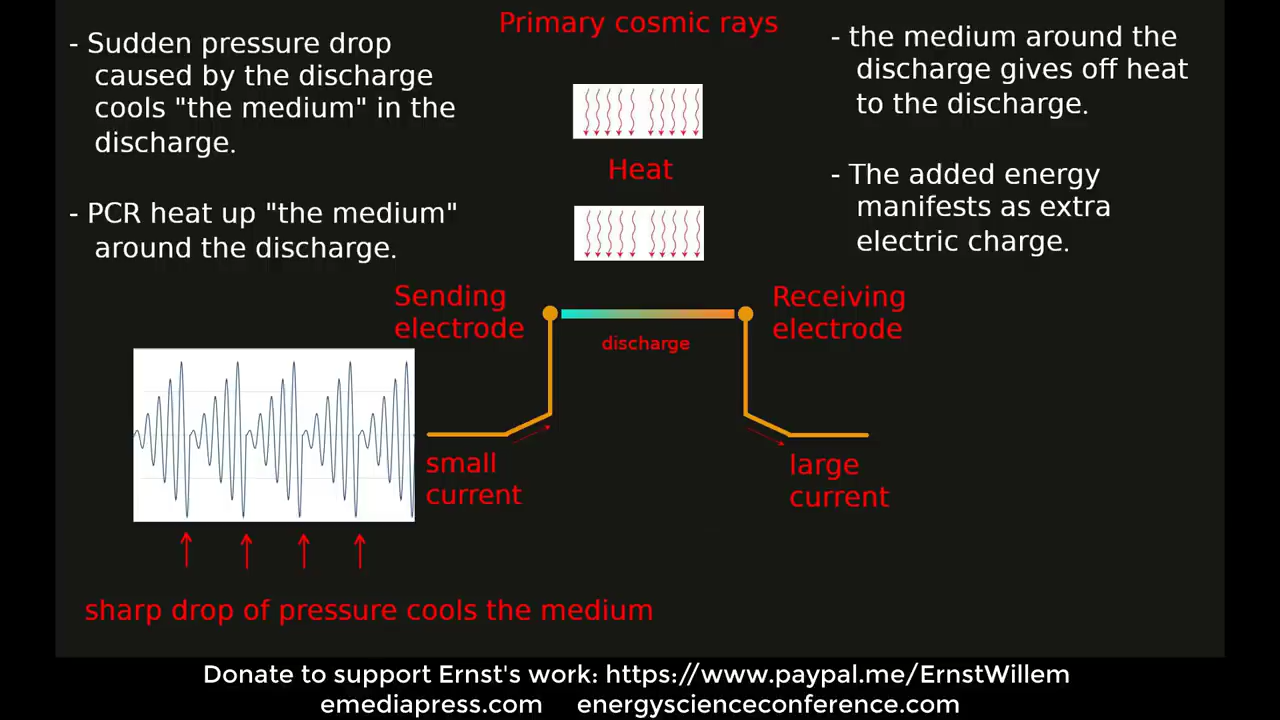 Primary cosmic rays
- Sudden pressure drop
caused by the discharge
cools "the medium" in the
discharge.
- PCR heat up "the medium"
around the discharge.
- the medium around the
discharge gives off heat
to the discharge.
- The added energy
manifests as extra
electric charge.
Heat
Sending
electrode
Receiving
electrode
discharge
small
current
large
current
sharp drop of pressure cools the medium
Donate to support Ernst's work: https://www.paypal.me/ErnstWillem
emediapress.com energyscienceconference.com